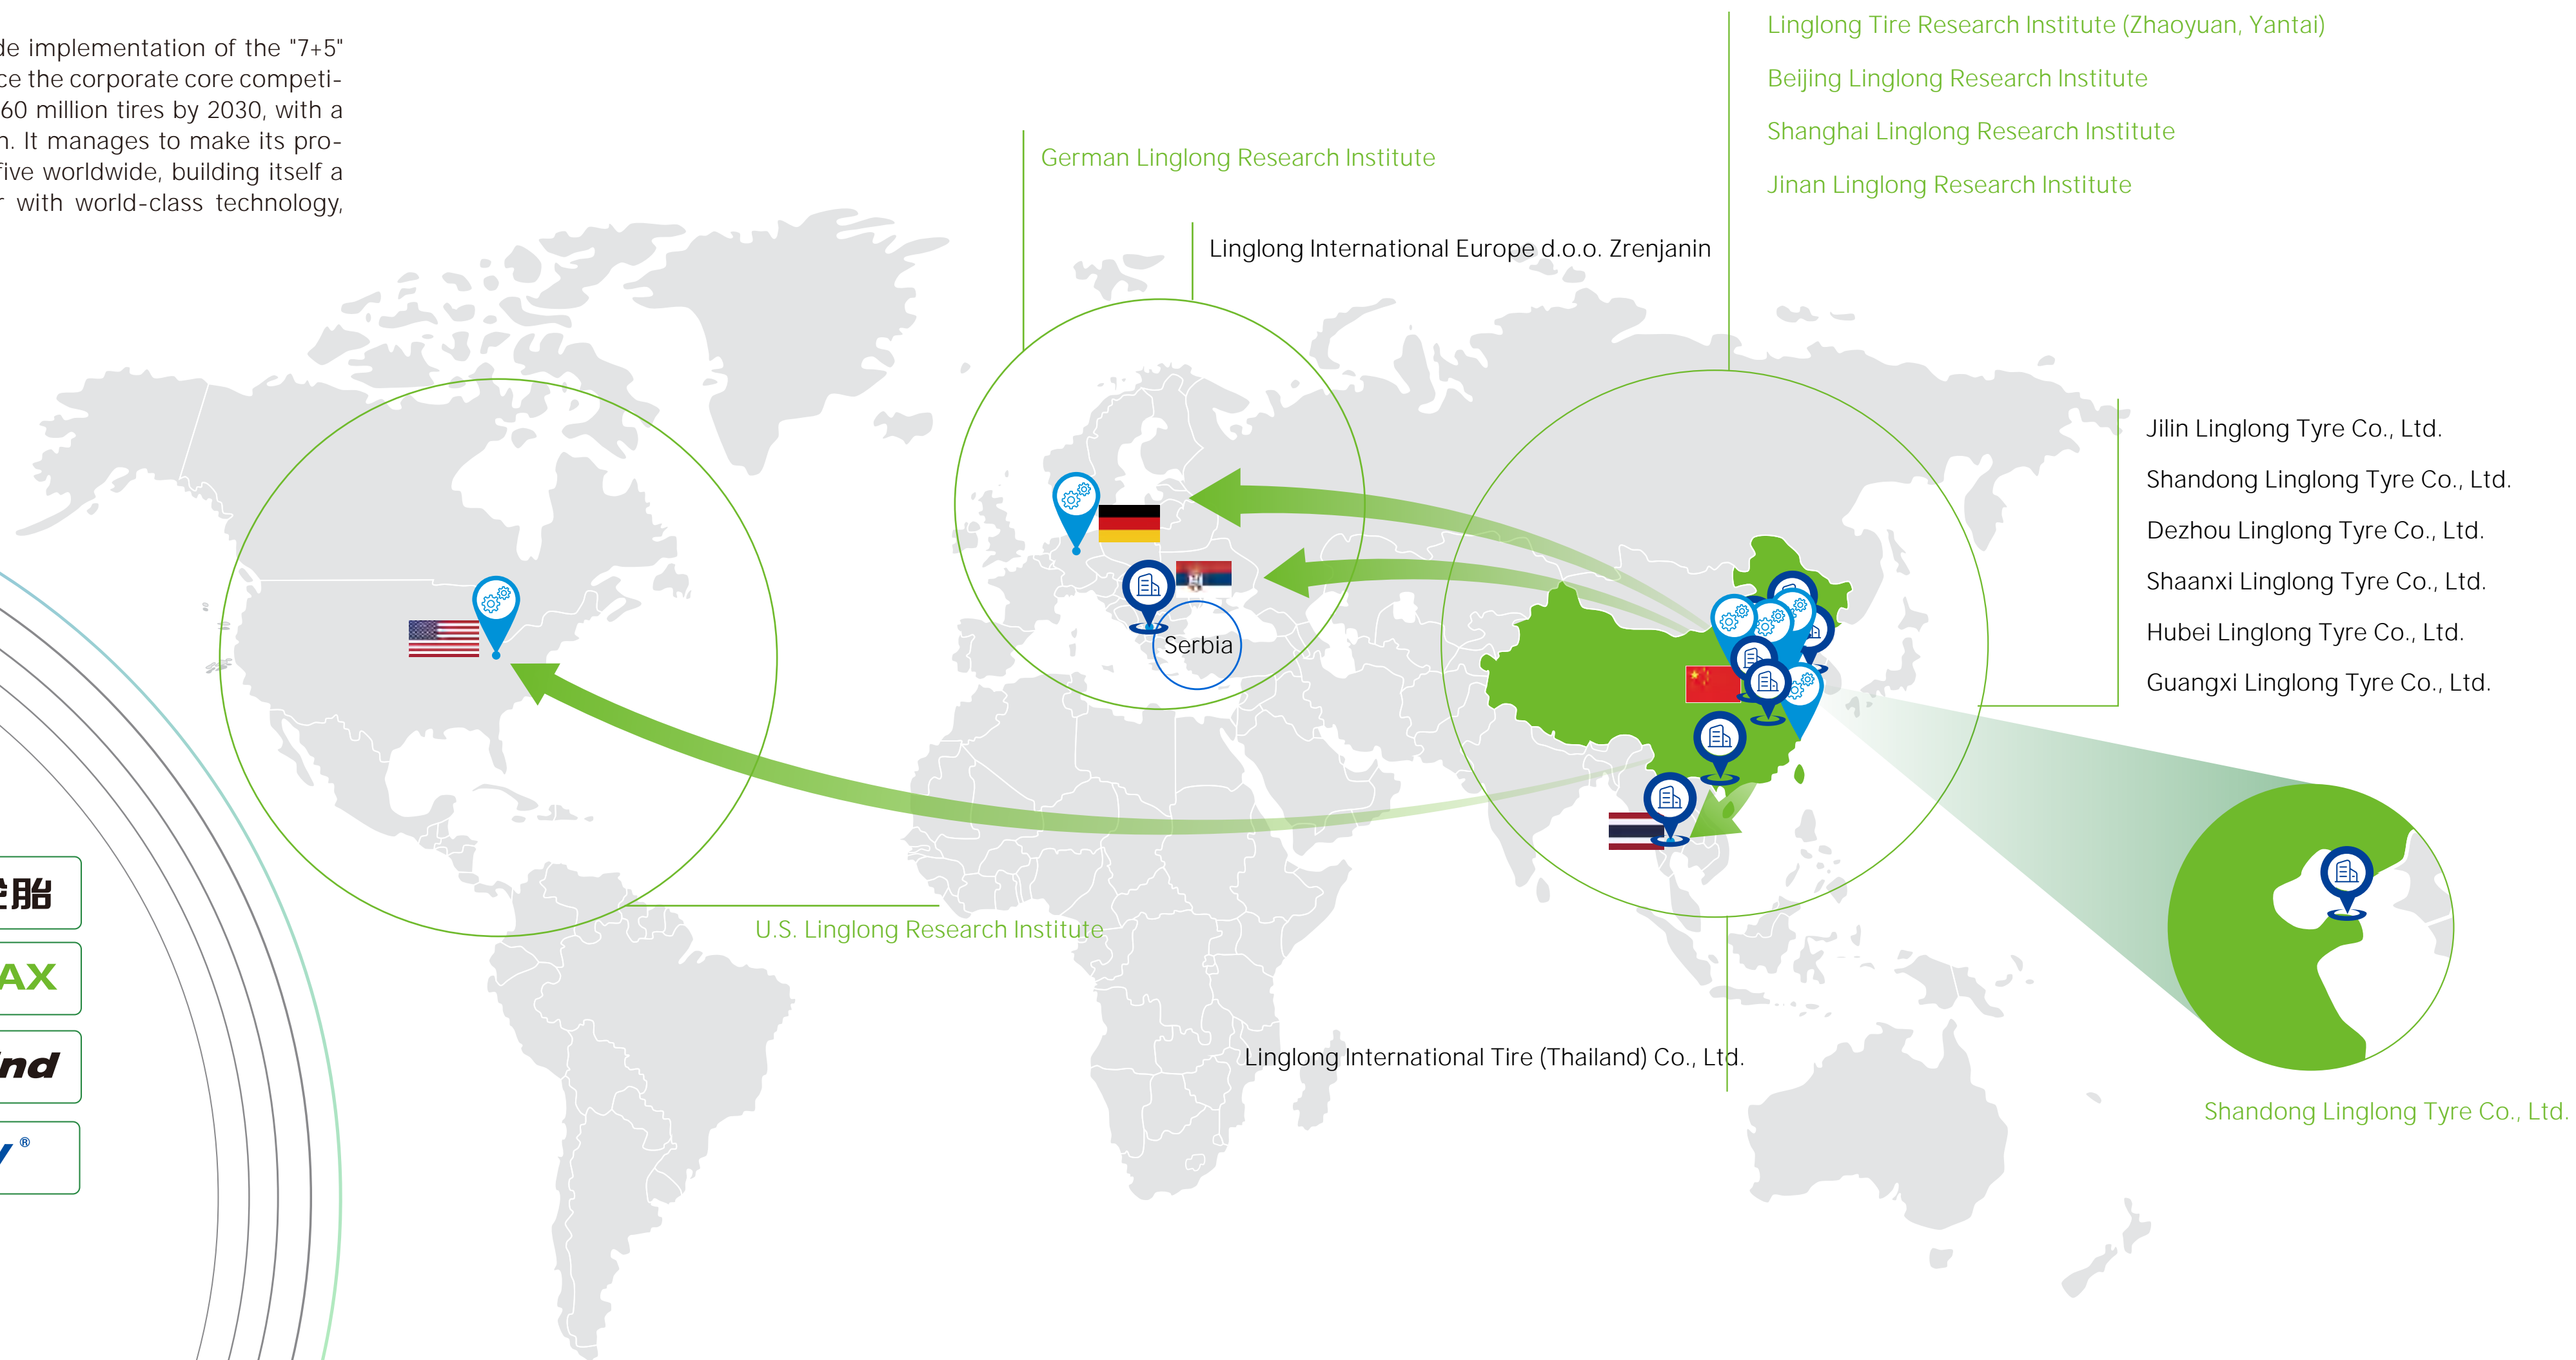 implementation of the "7+5"
the corporate core competi-
60 million tires by 2030, with a
It manages to make its pro-
five worldwide, building itself a
with world-class technology,
Linglong Tire Research Institute (Zhaoyuan, Yantai)
Beijing Linglong Research Institute
Shanghai Linglong Research Institute
Jinan Linglong Research Institute
German Linglong Research Institute
Linglong International Europe d.o.o. Zrenjanin
Jilin Linglong Tyre Co., Ltd.
Shandong Linglong Tyre Co., Ltd.
Dezhou Linglong Tyre Co., Ltd.
Shaanxi Linglong Tyre Co., Ltd.
Hubei Linglong Tyre Co., Ltd.
Guangxi Linglong Tyre Co., Ltd.
Serbia
胎
AX
nd
®
U.S. Linglong Research Institute
Linglong International Tire (Thailand) Co., Ltd.
Shandong Linglong Tyre Co., Ltd.